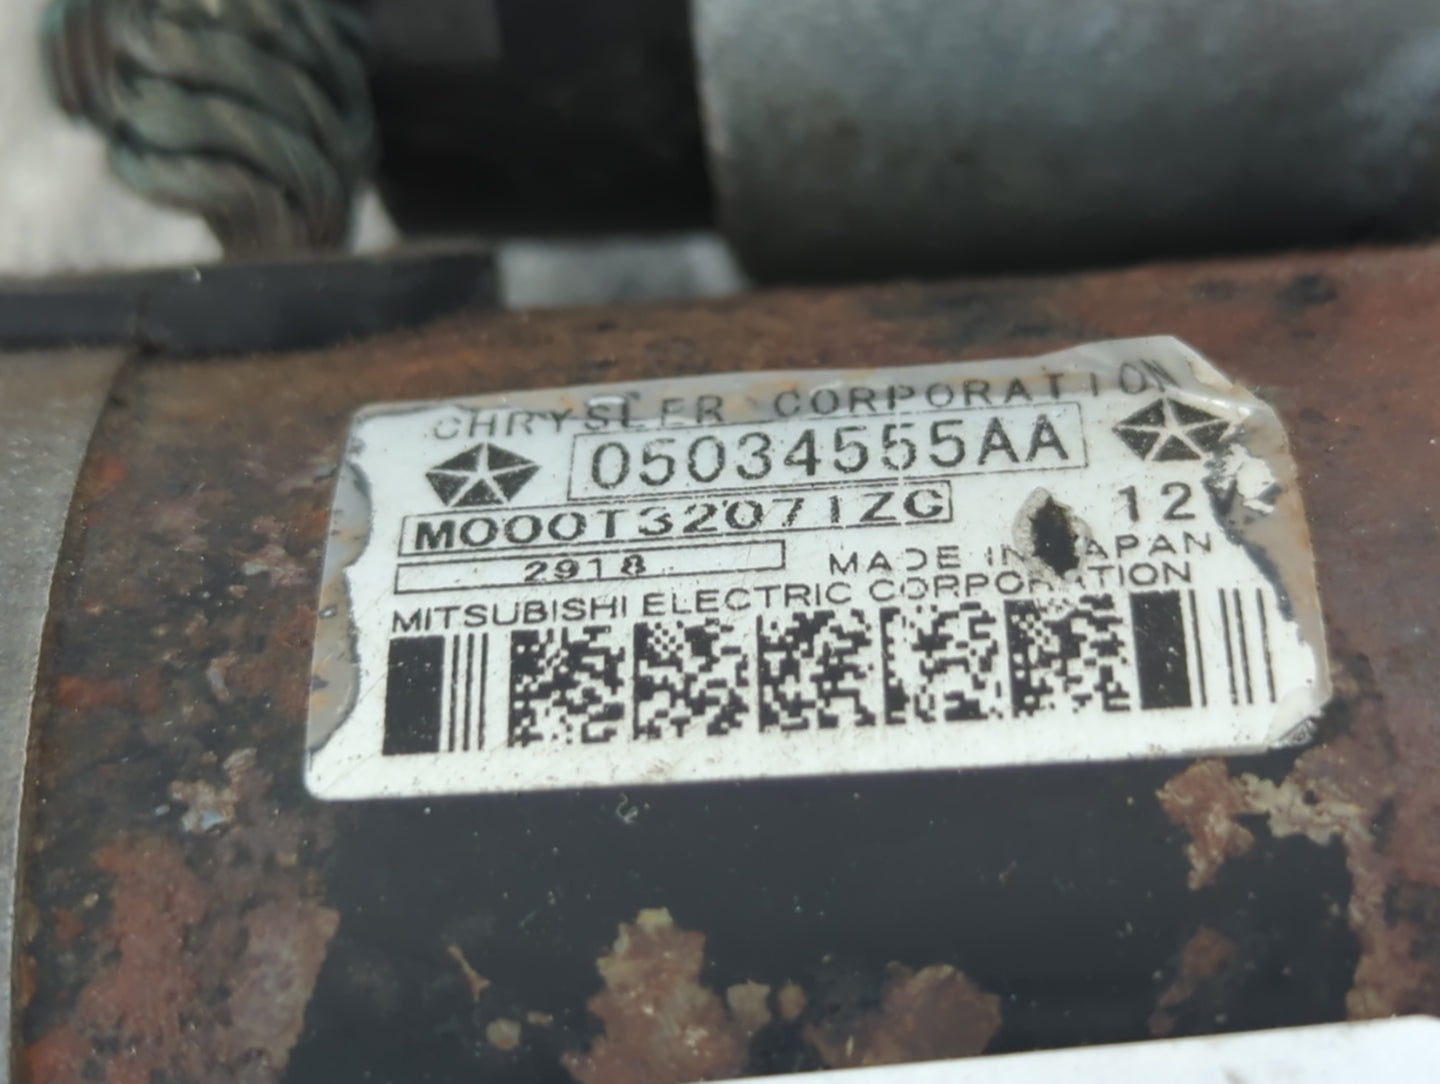 CHRYSLER CORPORATION
05034555AA
M000T32071ZC 12V
2918 MADE IN JAPAN
MITSUBISHI ELECTRIC CORPORATION